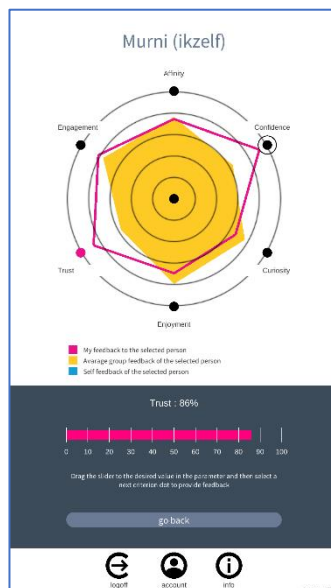 Murni (ikzelf)
Affinity
Engagement
Confidence
Trust
Curiosity
Enjoyment
My feedback to the selected person
Avarage group feedback of the selected person
Self feedback of the selected person
Trust : 86%
0 10 20 30 40 50 60 70 80 90 100
Drag the slider to the desired value in the parameter and then select a
next criterion dot to provide feedback
go back
logoff account info